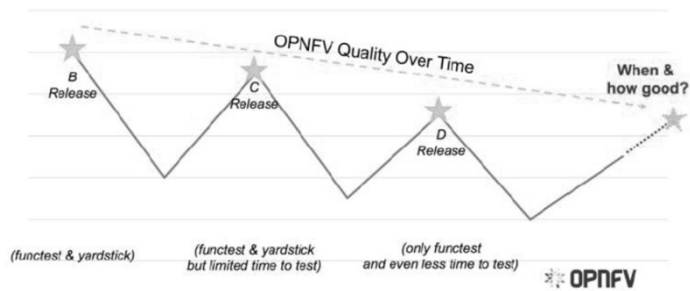 OPNFV Quality Over Time
When &
how good?
B
Release
C
Release
D
Release
(functest & yardstick)
(functest & yardstick
but limited time to test)
(only functest
and even less time to test)
OPNFV